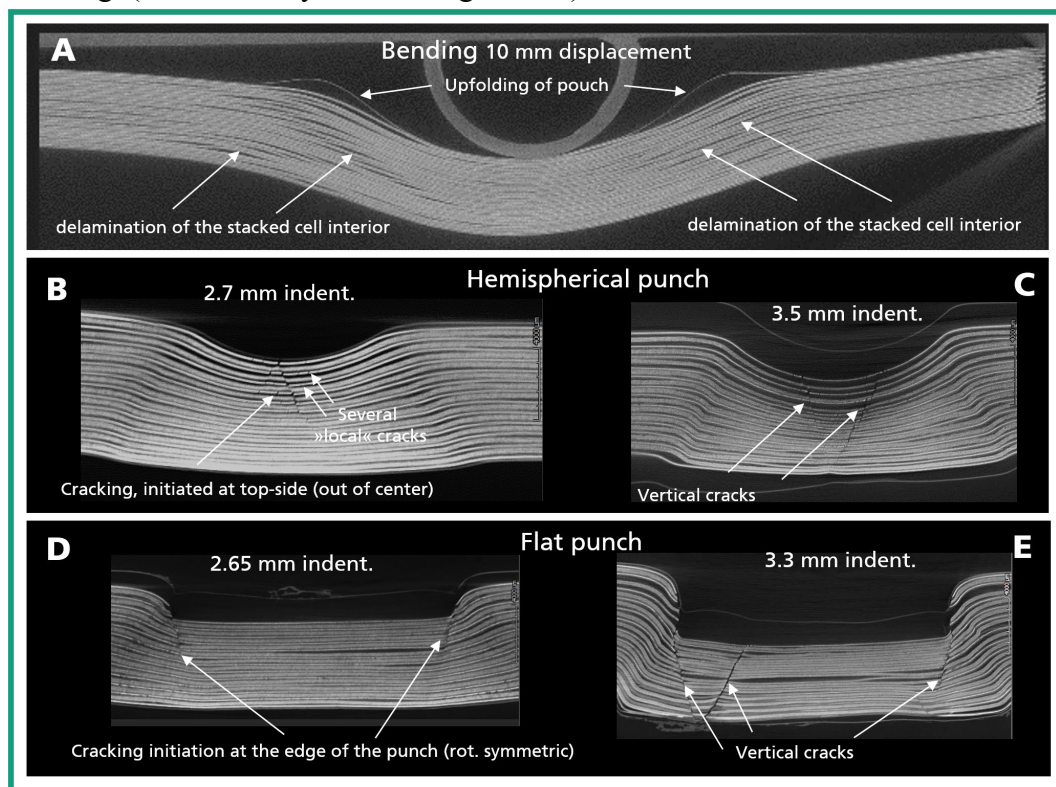 A
Bending 10 mm displacement
Upfolding of pouch
delamination of the stacked cell interior
delamination of the stacked cell interior
Hemispherical punch
B
2.7 mm indent.
C
3.5 mm indent.
Several
»local« cracks
Cracking, initiated at top-side (out of center)
Vertical cracks
Flat punch
D
2.65 mm indent.
E
3.3 mm indent.
Cracking initiation at the edge of the punch (rot. symmetric)
Vertical cracks